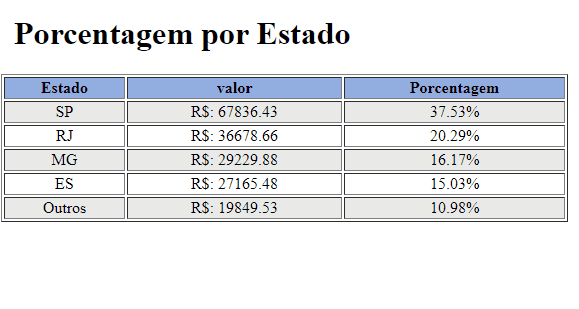 Porcentagem por Estado
Estado valor Porcentagem
SP R$: 67836.43 37.53%
RJ R$: 36678.66 20.29%
MG R$: 29229.88 16.17%
ES R$: 27165.48 15.03%
Outros R$: 19849.53 10.98%